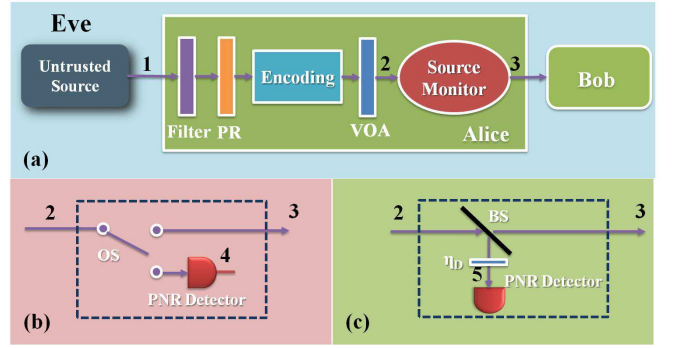 Eve
Untrusted
Source
1
Filter
PR
Encoding
VOA
2
Source
Monitor
3
Alice
Bob
(a)
2
OS
3
4
PNR Detector
(b)
2
BS
3
ηD
5
PNR Detector
(c)